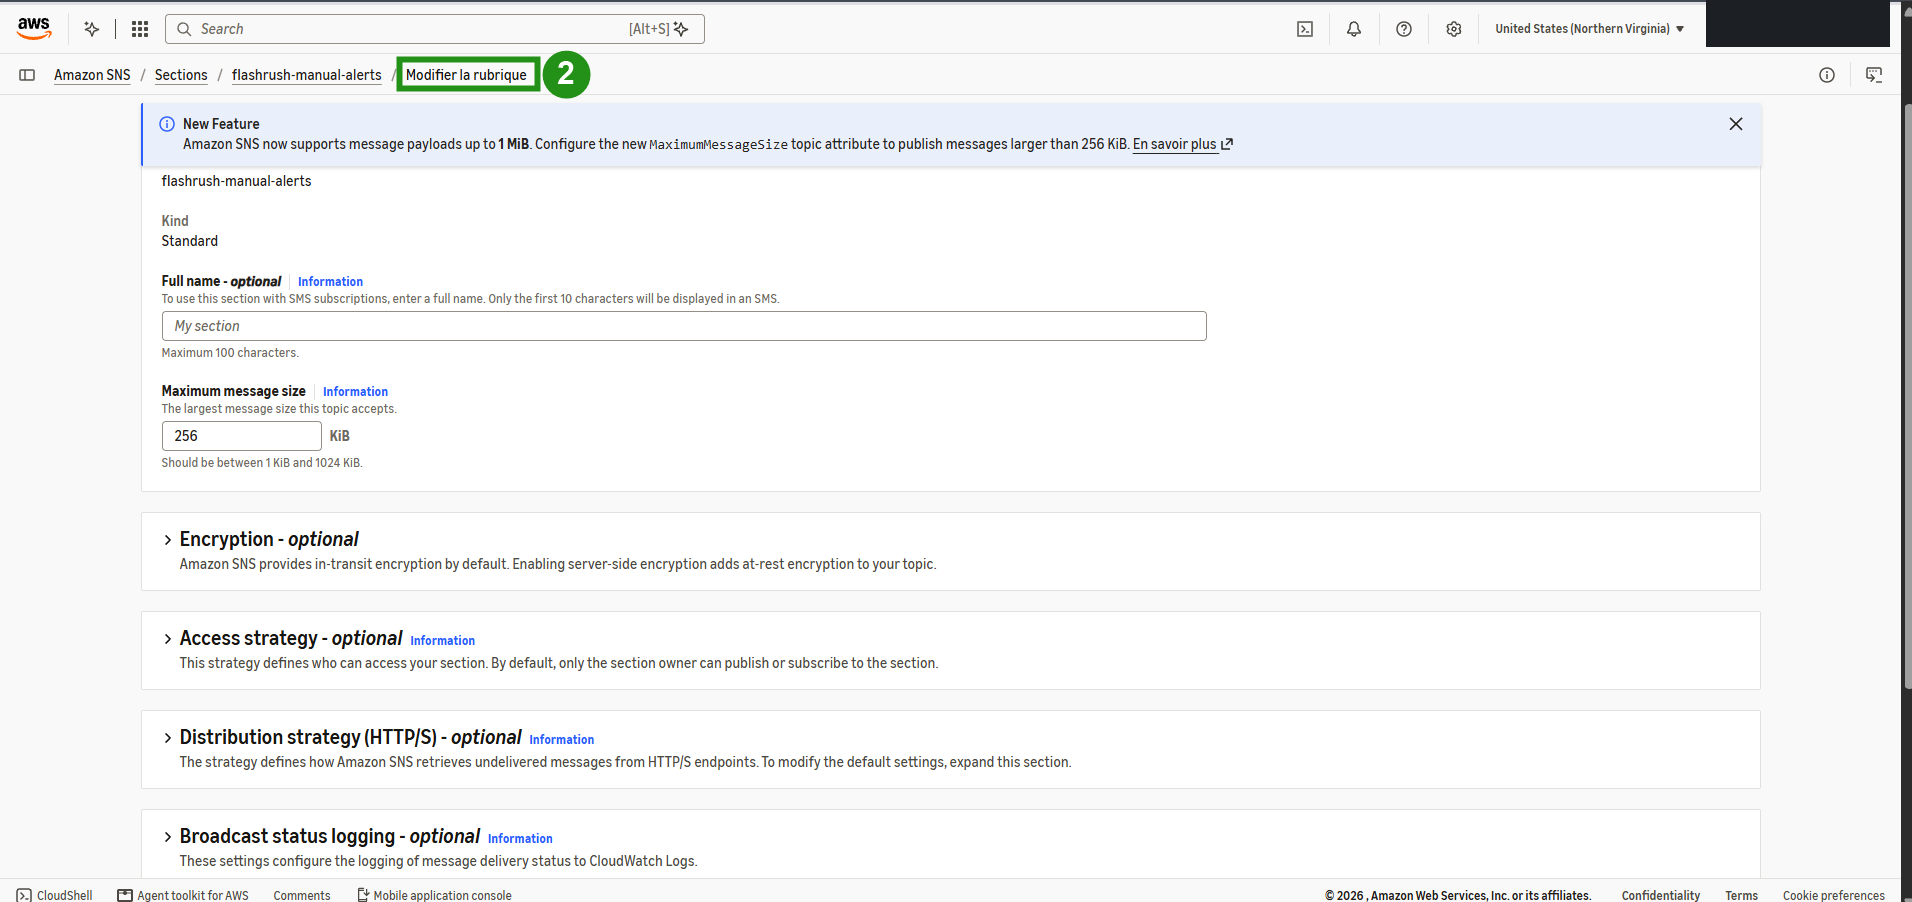 aws
Search [Alt+S]
United States (Northern Virginia)
Amazon SNS / Sections / flashrush-manual-alerts / Modifier la rubrique 2
New Feature
Amazon SNS now supports message payloads up to 1 MiB. Configure the new MaximumMessageSize topic attribute to publish messages larger than 256 KiB. En savoir plus
flashrush-manual-alerts
Kind
Standard
Full name - optional Information
To use this section with SMS subscriptions, enter a full name. Only the first 10 characters will be displayed in an SMS.
My section
Maximum 100 characters.
Maximum message size Information
The largest message size this topic accepts.
256 KiB
Should be between 1 KiB and 1024 KiB.
Encryption - optional
Amazon SNS provides in-transit encryption by default. Enabling server-side encryption adds at-rest encryption to your topic.
Access strategy - optional Information
This strategy defines who can access your section. By default, only the section owner can publish or subscribe to the section.
Distribution strategy (HTTP/S) - optional Information
The strategy defines how Amazon SNS retrieves undelivered messages from HTTP/S endpoints. To modify the default settings, expand this section.
Broadcast status logging - optional Information
These settings configure the logging of message delivery status to CloudWatch Logs.
CloudShell Agent toolkit for AWS Comments Mobile application console © 2026 , Amazon Web Services, Inc. or its affiliates. Confidentiality Terms Cookie preferences